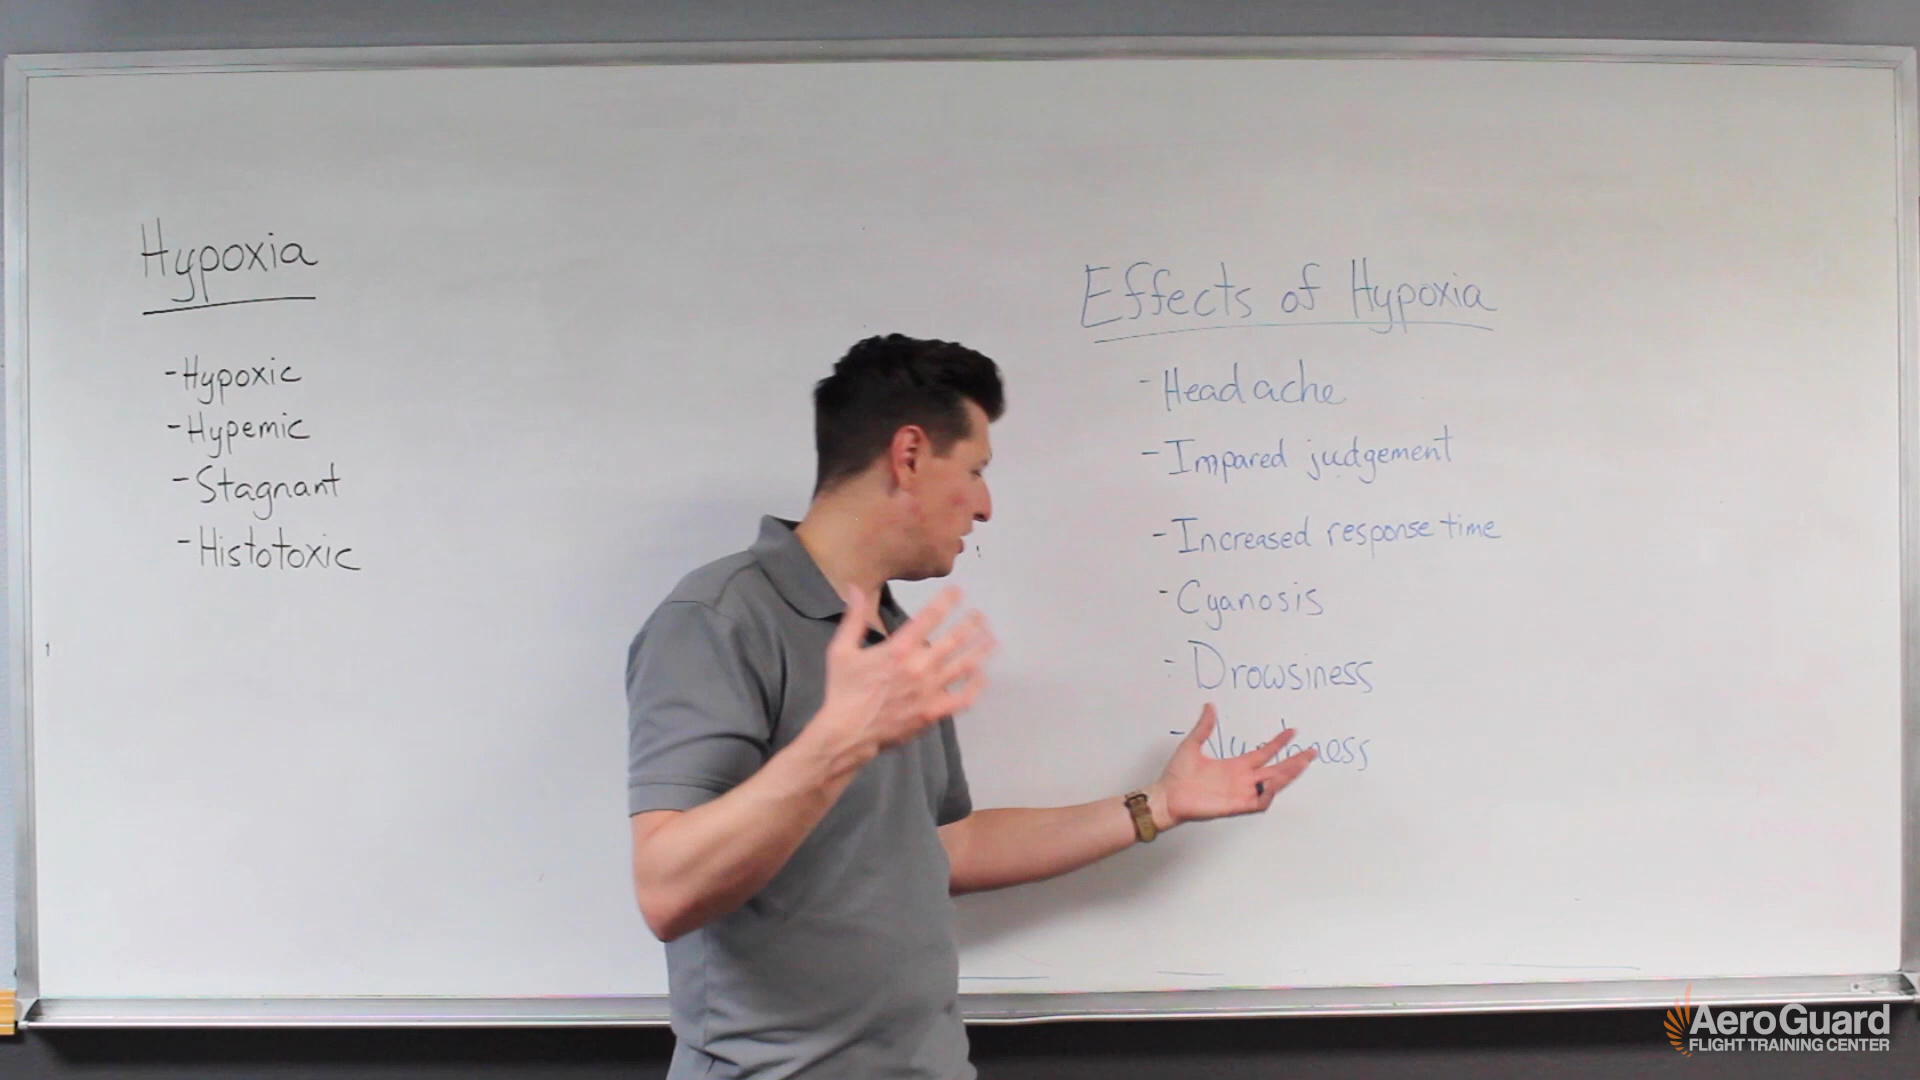 Hypoxia
-Hypoxic
-Hypemic
-Stagnant
-Histotoxic
Effects of Hypoxia
-Headache
-Impared judgement
-Increased response time
-Cyanosis
-Drowsiness
-Numbness
AeroGuard
FLIGHT TRAINING CENTER